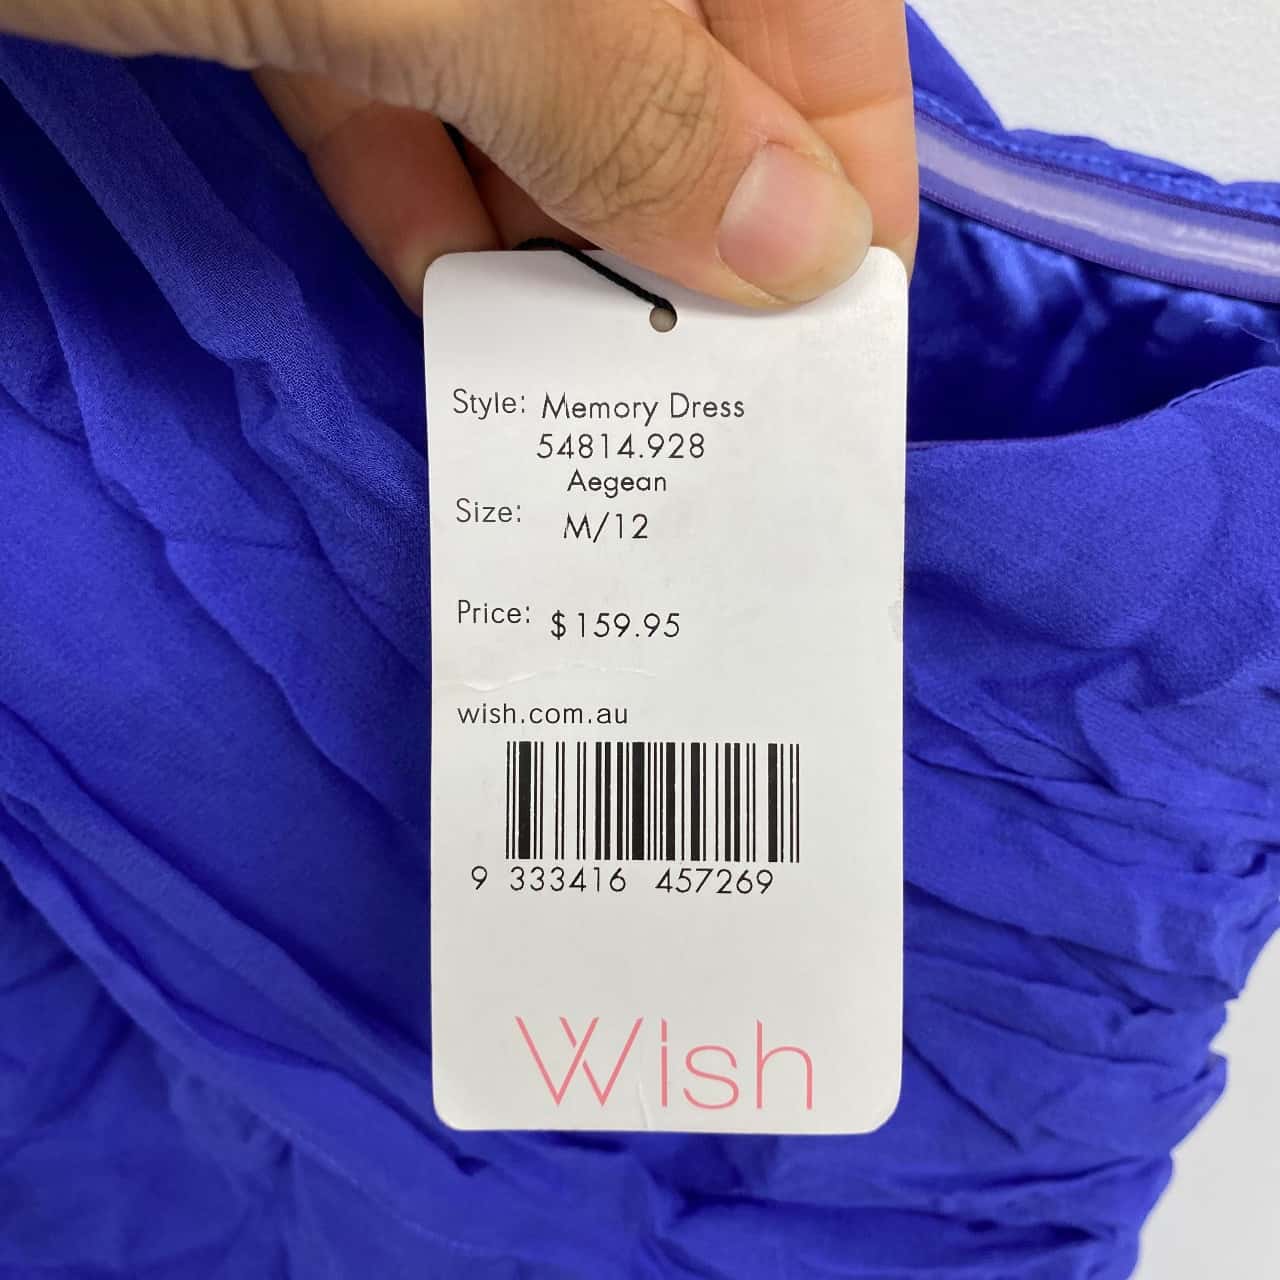 Style: Memory Dress
54814.928
Aegean
Size: M/12
Price: $159.95
wish.com.au
9 333416 457269
Wish